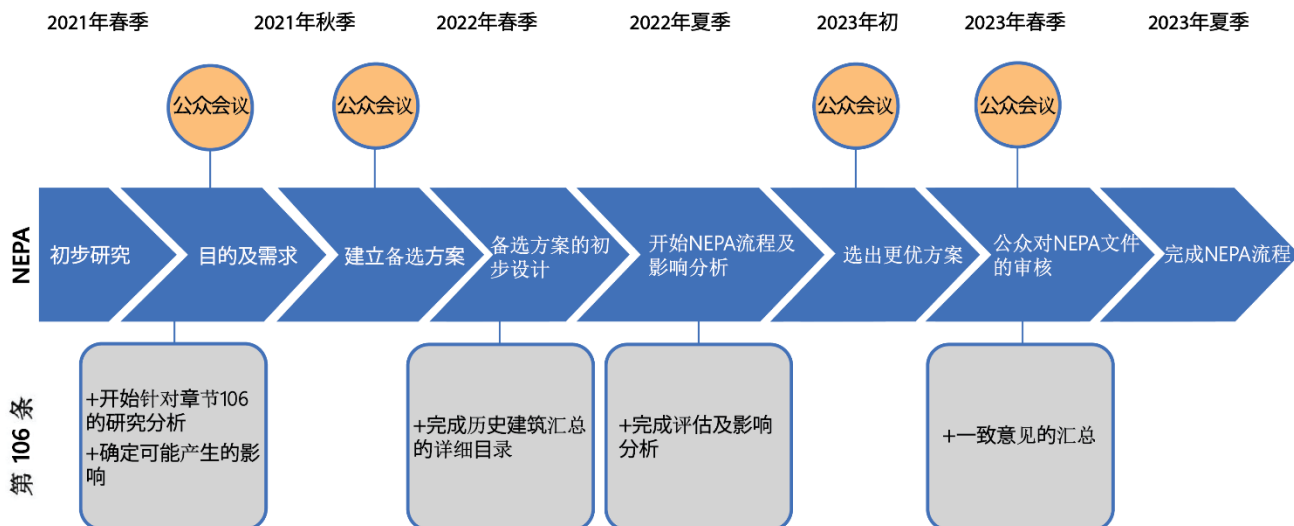 2021年春季
2021年秋季
2022年春季
2022年夏季
2023年初
2023年春季
2023年夏季
公众会议
公众会议
公众会议
公众会议
NEPA
初步研究
目的及需求
建立备选方案
备选方案的初
步设计
开始NEPA流程及
影响分析
选出更优方案
公众对NEPA文件
的审核
完成NEPA流程
第 106 条
+开始针对章节106
的研究分析
+确定可能产生的影
响
+完成历史建筑汇总
的详细目录
+完成评估及影响
分析
+一致意见的汇总